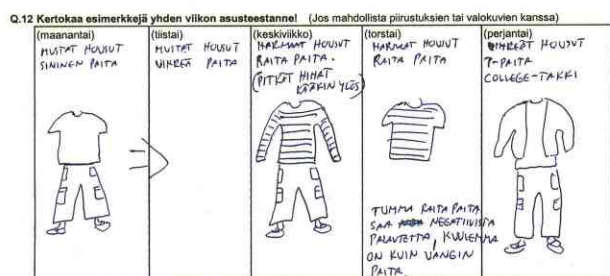 Q.12 Kertokaa esimerkkejä yhden viikon asusteestanne! (Jos mahdollista piirustuksien tai valokuvien kanssa)
(maanantai)
MUSTAT HOUSUT
SININEN PAITA
(tiistai)
MUSTAT HOUSUT
VIHREÄ PAITA
(keskiviikko)
HARMAAT HOUSUT
RAITA PAITA.
(PITKÄT HIHAT
KÄÄRIN YLÖS)
(torstai)
HARMAAT HOUSUT
RAITA PAITA
TUMMA RAITA PAITA
SAA NEGATIIVISTA
PALAUTETTA, KUULEMMA
ON KUIN VANGIN
PAITA.
(perjantai)
VIHREÄT HOUSUT
T-PAITA
COLLEGE-TAKKI